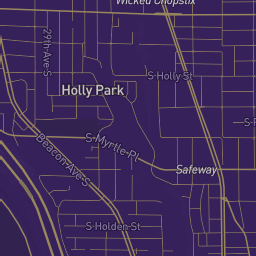 Wicked Chopstix
29th Ave S
S Holly St
Holly Park
S
S Myrtle Pl
Beacon Ave S
Safeway
S Holden St